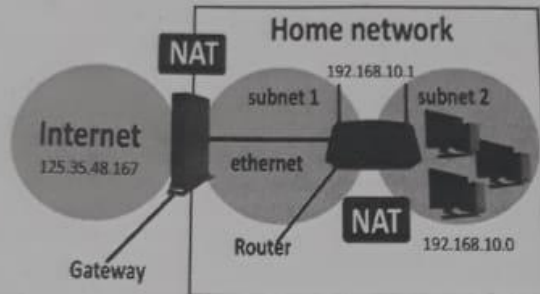 Home network
NAT
192.168.10.1
subnet 1
subnet 2
Internet
125.35.48.167
ethernet
NAT
Router
192.168.10.0
Gateway